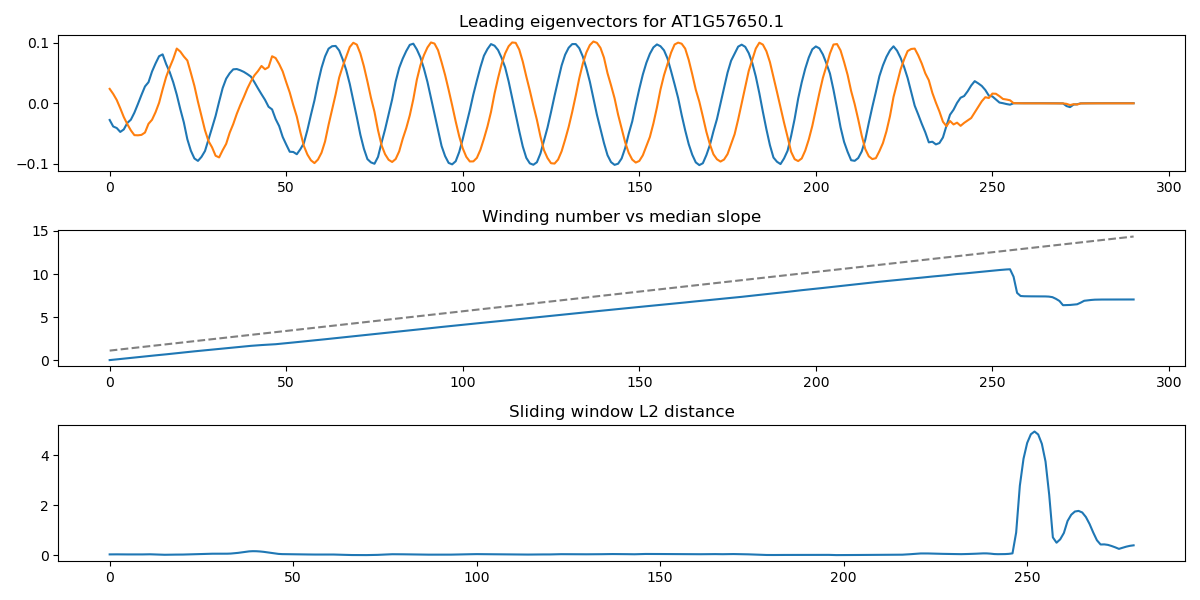 Leading eigenvectors for AT1G57650.1
0.1
0.0
−0.1
0 50 100 150 200 250 300
Winding number vs median slope
15
10
5
0
0 50 100 150 200 250 300
Sliding window L2 distance
4
2
0
0 50 100 150 200 250